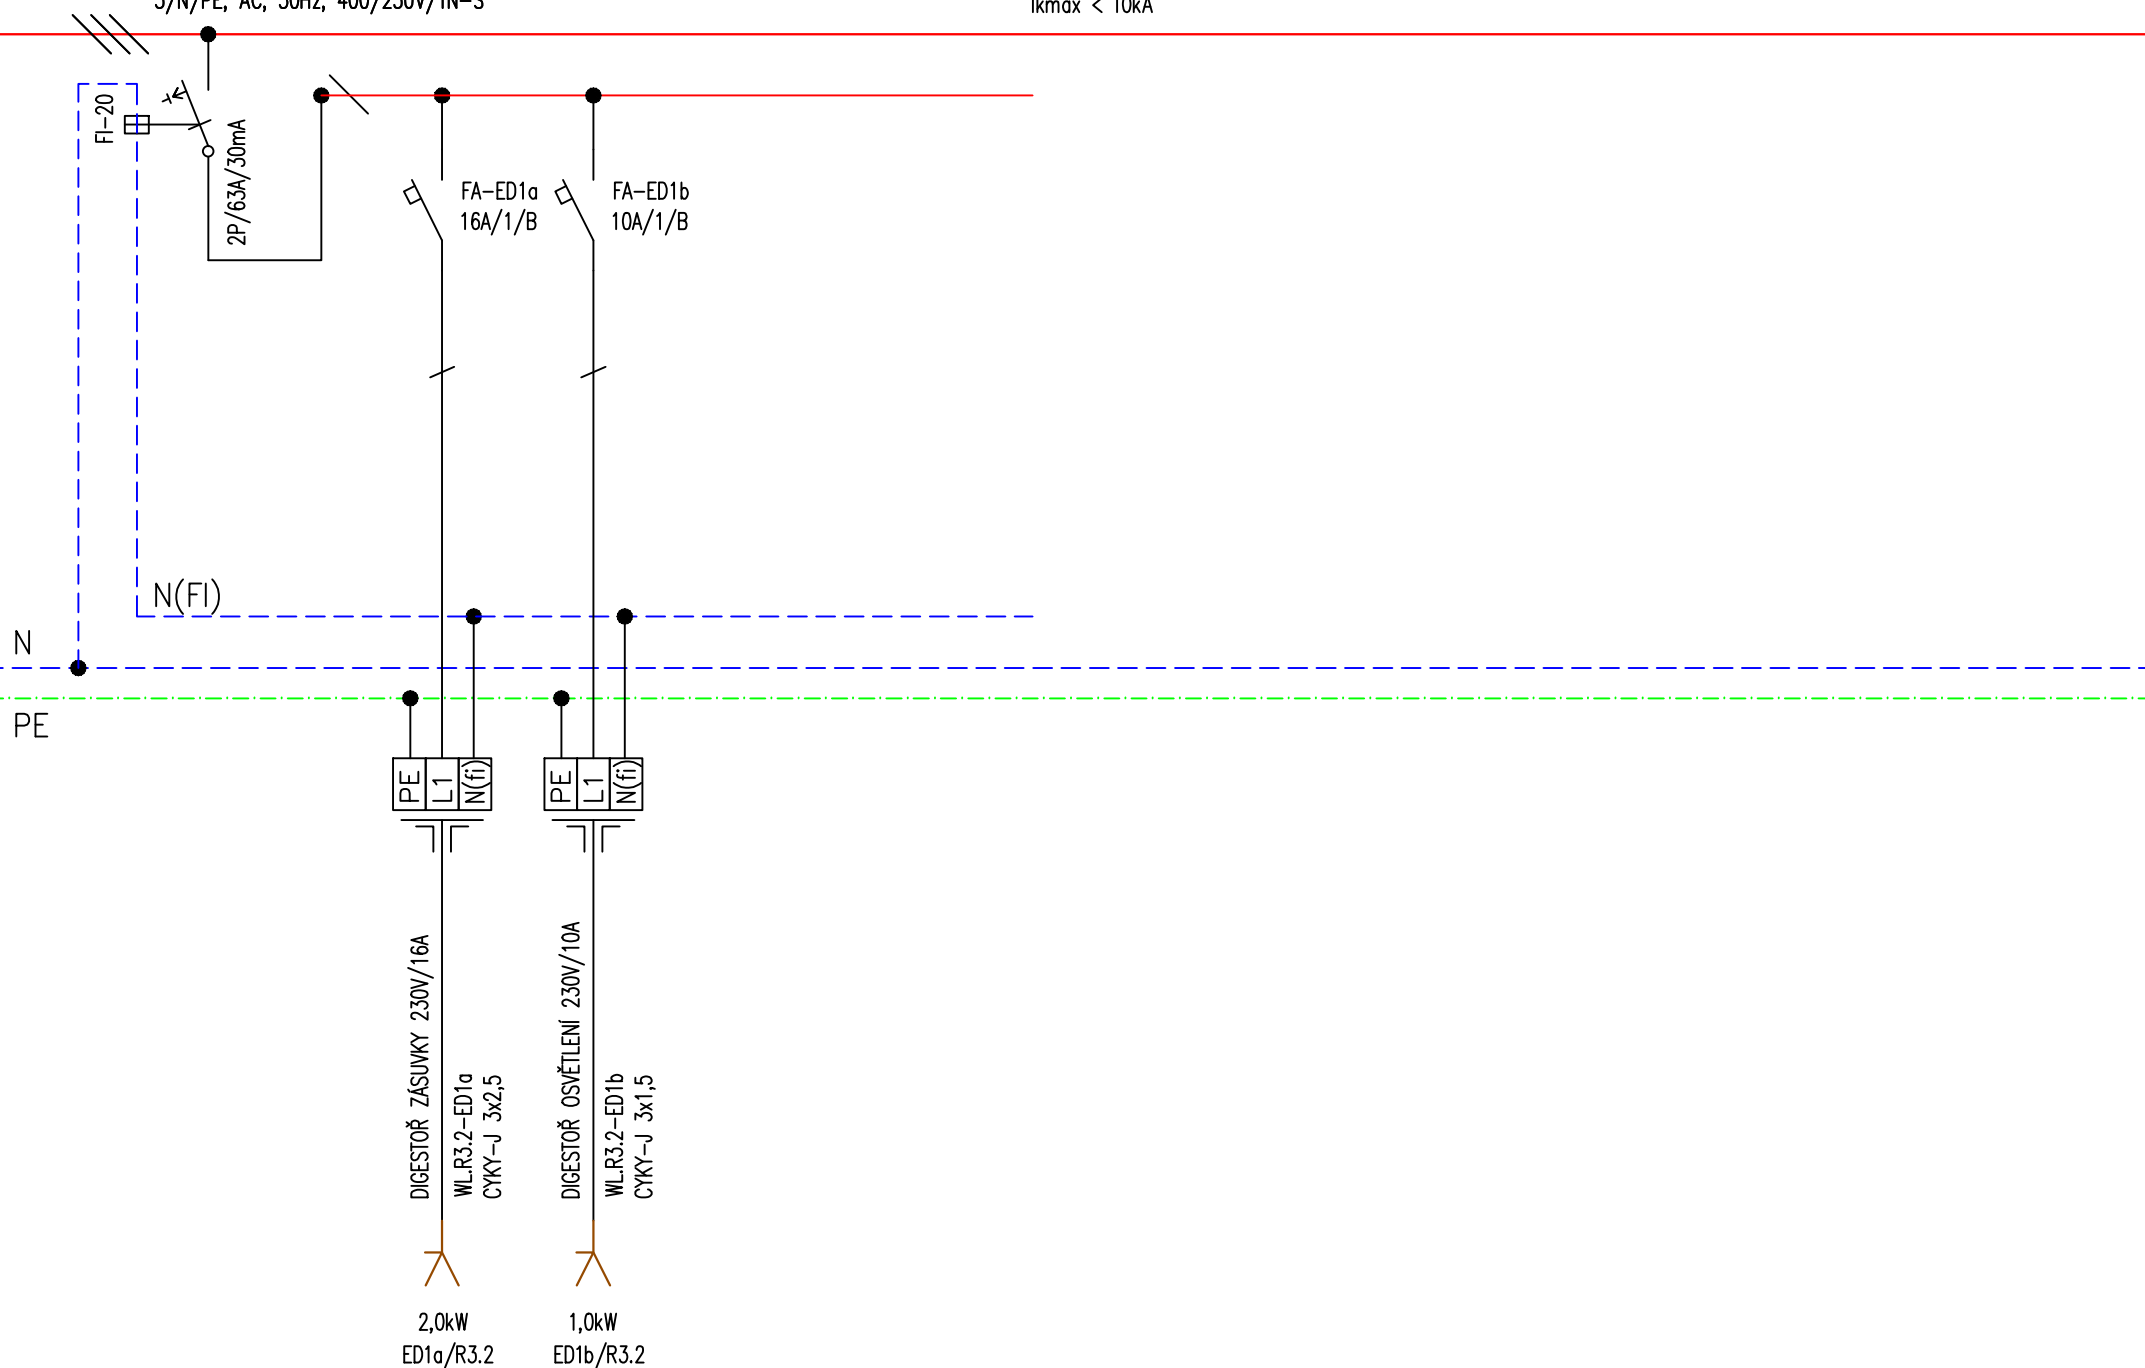 3/N/PE, AC, 50Hz, 400/230V/TN-S
Ikmax < 10kA
FI-20
2P/63A/30mA
FA-ED1a
16A/1/B
FA-ED1b
10A/1/B
N(FI)
N
PE
PE
L1
N(fi)
PE
L1
N(fi)
DIGESTOŘ ZÁSUVKY 230V/16A
WL.R3.2-ED1a
CYKY-J 3x2,5
DIGESTOŘ OSVĚTLENÍ 230V/10A
WL.R3.2-ED1b
CYKY-J 3x1,5
2,0kW
ED1a/R3.2
1,0kW
ED1b/R3.2